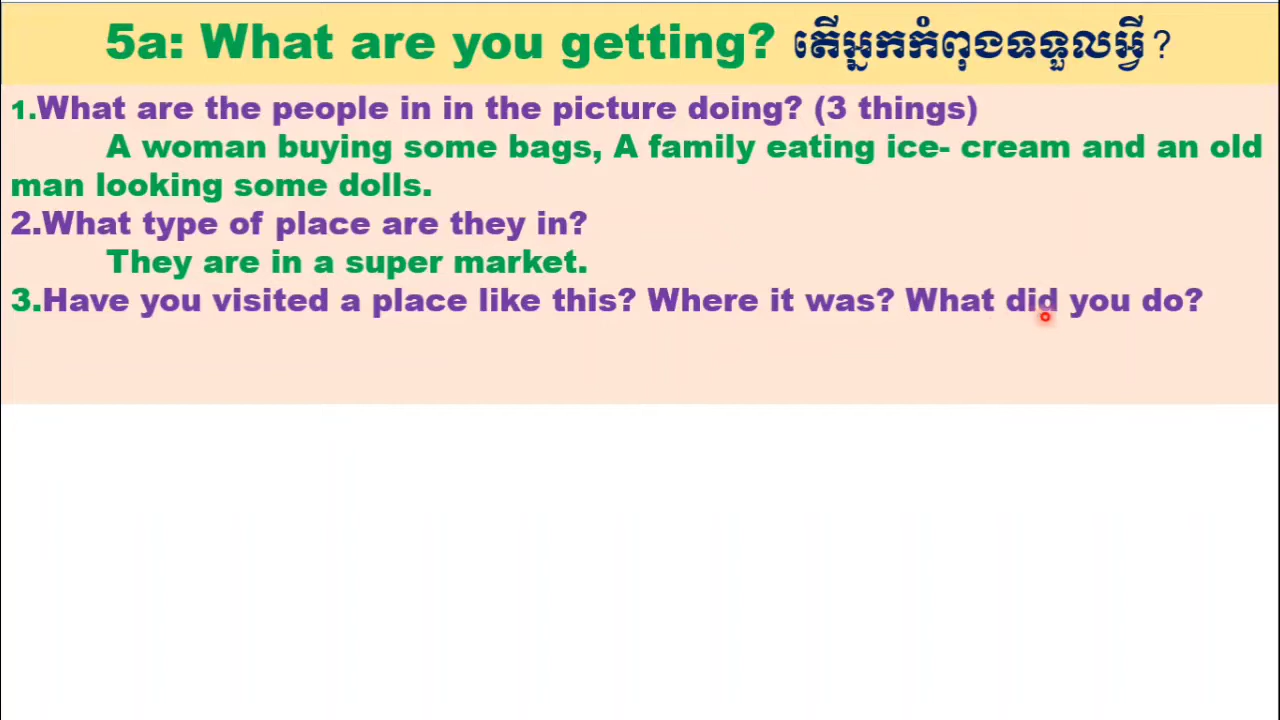 5a: What are you getting? តើអ្នកកំពុងទទួលអ្វី?
1.What are the people in in the picture doing? (3 things)
A woman buying some bags, A family eating ice- cream and an old
man looking some dolls.
2.What type of place are they in?
They are in a super market.
3.Have you visited a place like this? Where it was? What did you do?